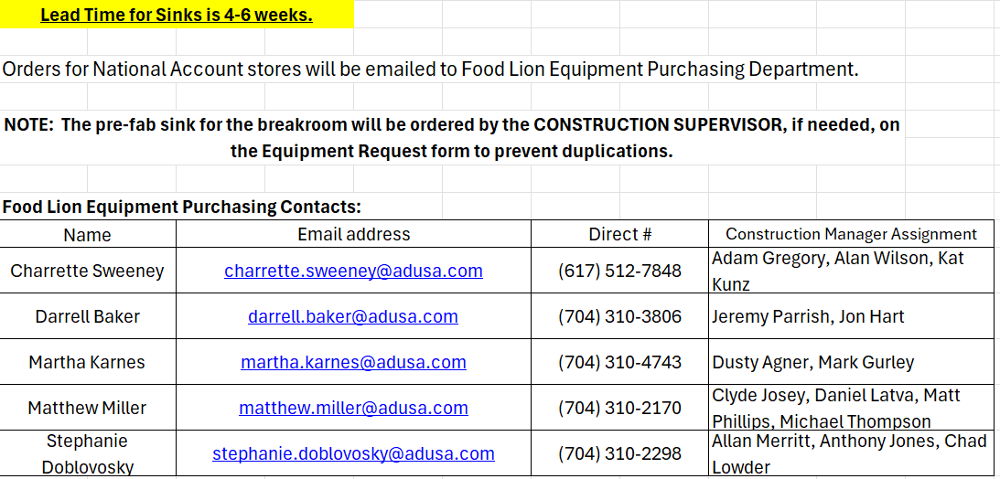 Lead Time for Sinks is 4-6 weeks.
Orders for National Account stores will be emailed to Food Lion Equipment Purchasing Department.
NOTE:  The pre-fab sink for the breakroom will be ordered by the CONSTRUCTION SUPERVISOR, if needed, on
the Equipment Request form to prevent duplications.
Food Lion Equipment Purchasing Contacts:
Name Email address Direct # Construction Manager Assignment
Charrette Sweeney charrette.sweeney@adusa.com (617) 512-7848 Adam Gregory, Alan Wilson, Kat
Kunz
Darrell Baker darrell.baker@adusa.com (704) 310-3806 Jeremy Parrish, Jon Hart
Martha Karnes martha.karnes@adusa.com (704) 310-4743 Dusty Agner, Mark Gurley
Matthew Miller matthew.miller@adusa.com (704) 310-2170 Clyde Josey, Daniel Latva, Matt
Phillips, Michael Thompson
Stephanie
Doblovosky stephanie.doblovosky@adusa.com (704) 310-2298 Allan Merritt, Anthony Jones, Chad
Lowder